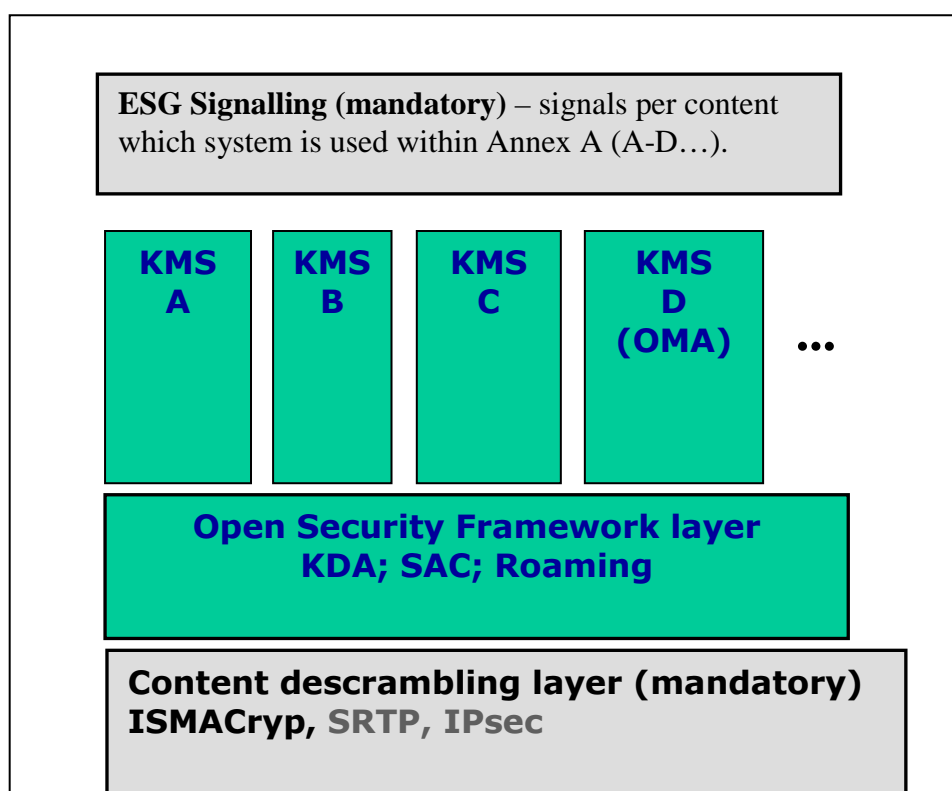 ESG Signalling (mandatory) – signals per content
which system is used within Annex A (A-D…).
KMS
A
KMS
B
KMS
C
KMS
D
(OMA)
...
Open Security Framework layer
KDA; SAC; Roaming
Content descrambling layer (mandatory)
ISMACryp, SRTP, IPsec